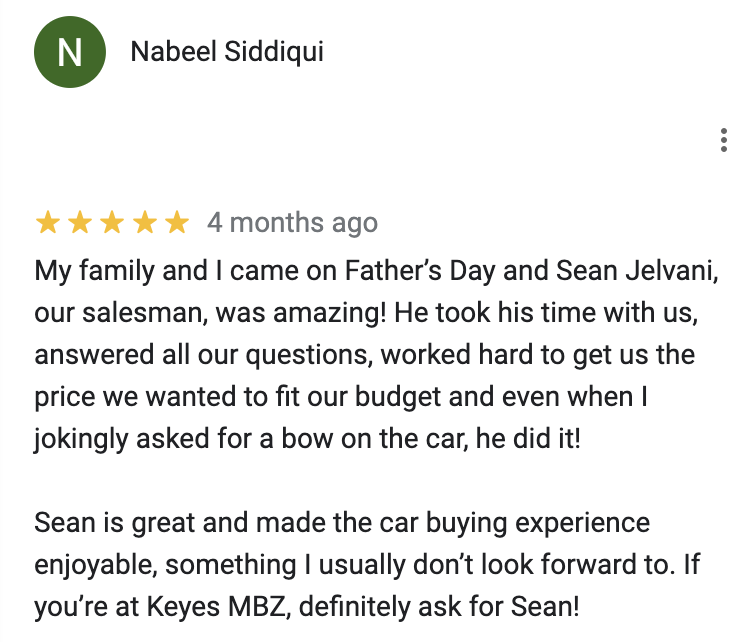 N
Nabeel Siddiqui
4 months ago
My family and I came on Father’s Day and Sean Jelvani,
our salesman, was amazing! He took his time with us,
answered all our questions, worked hard to get us the
price we wanted to fit our budget and even when I
jokingly asked for a bow on the car, he did it!
Sean is great and made the car buying experience
enjoyable, something I usually don’t look forward to. If
you’re at Keyes MBZ, definitely ask for Sean!